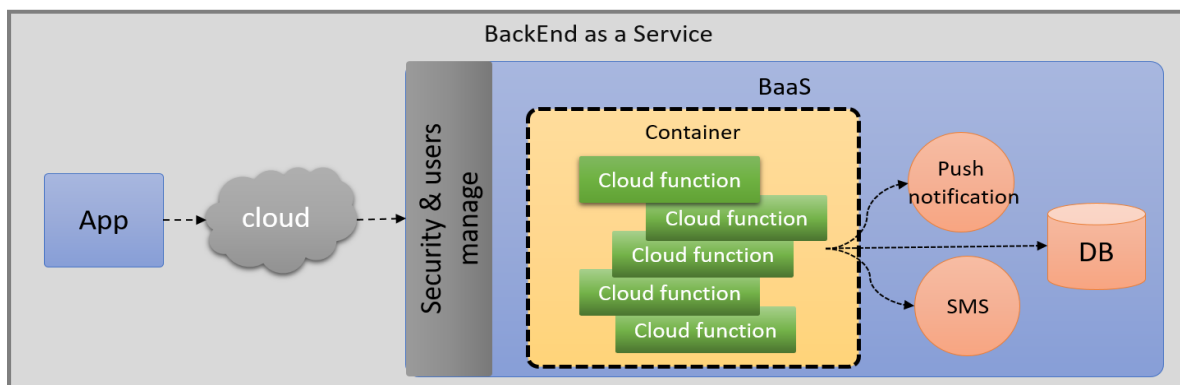 BackEnd as a Service
App
cloud
Security & users
manage
BaaS
Container
Cloud function
Cloud function
Cloud function
Cloud function
Cloud function
Push
notification
DB
SMS